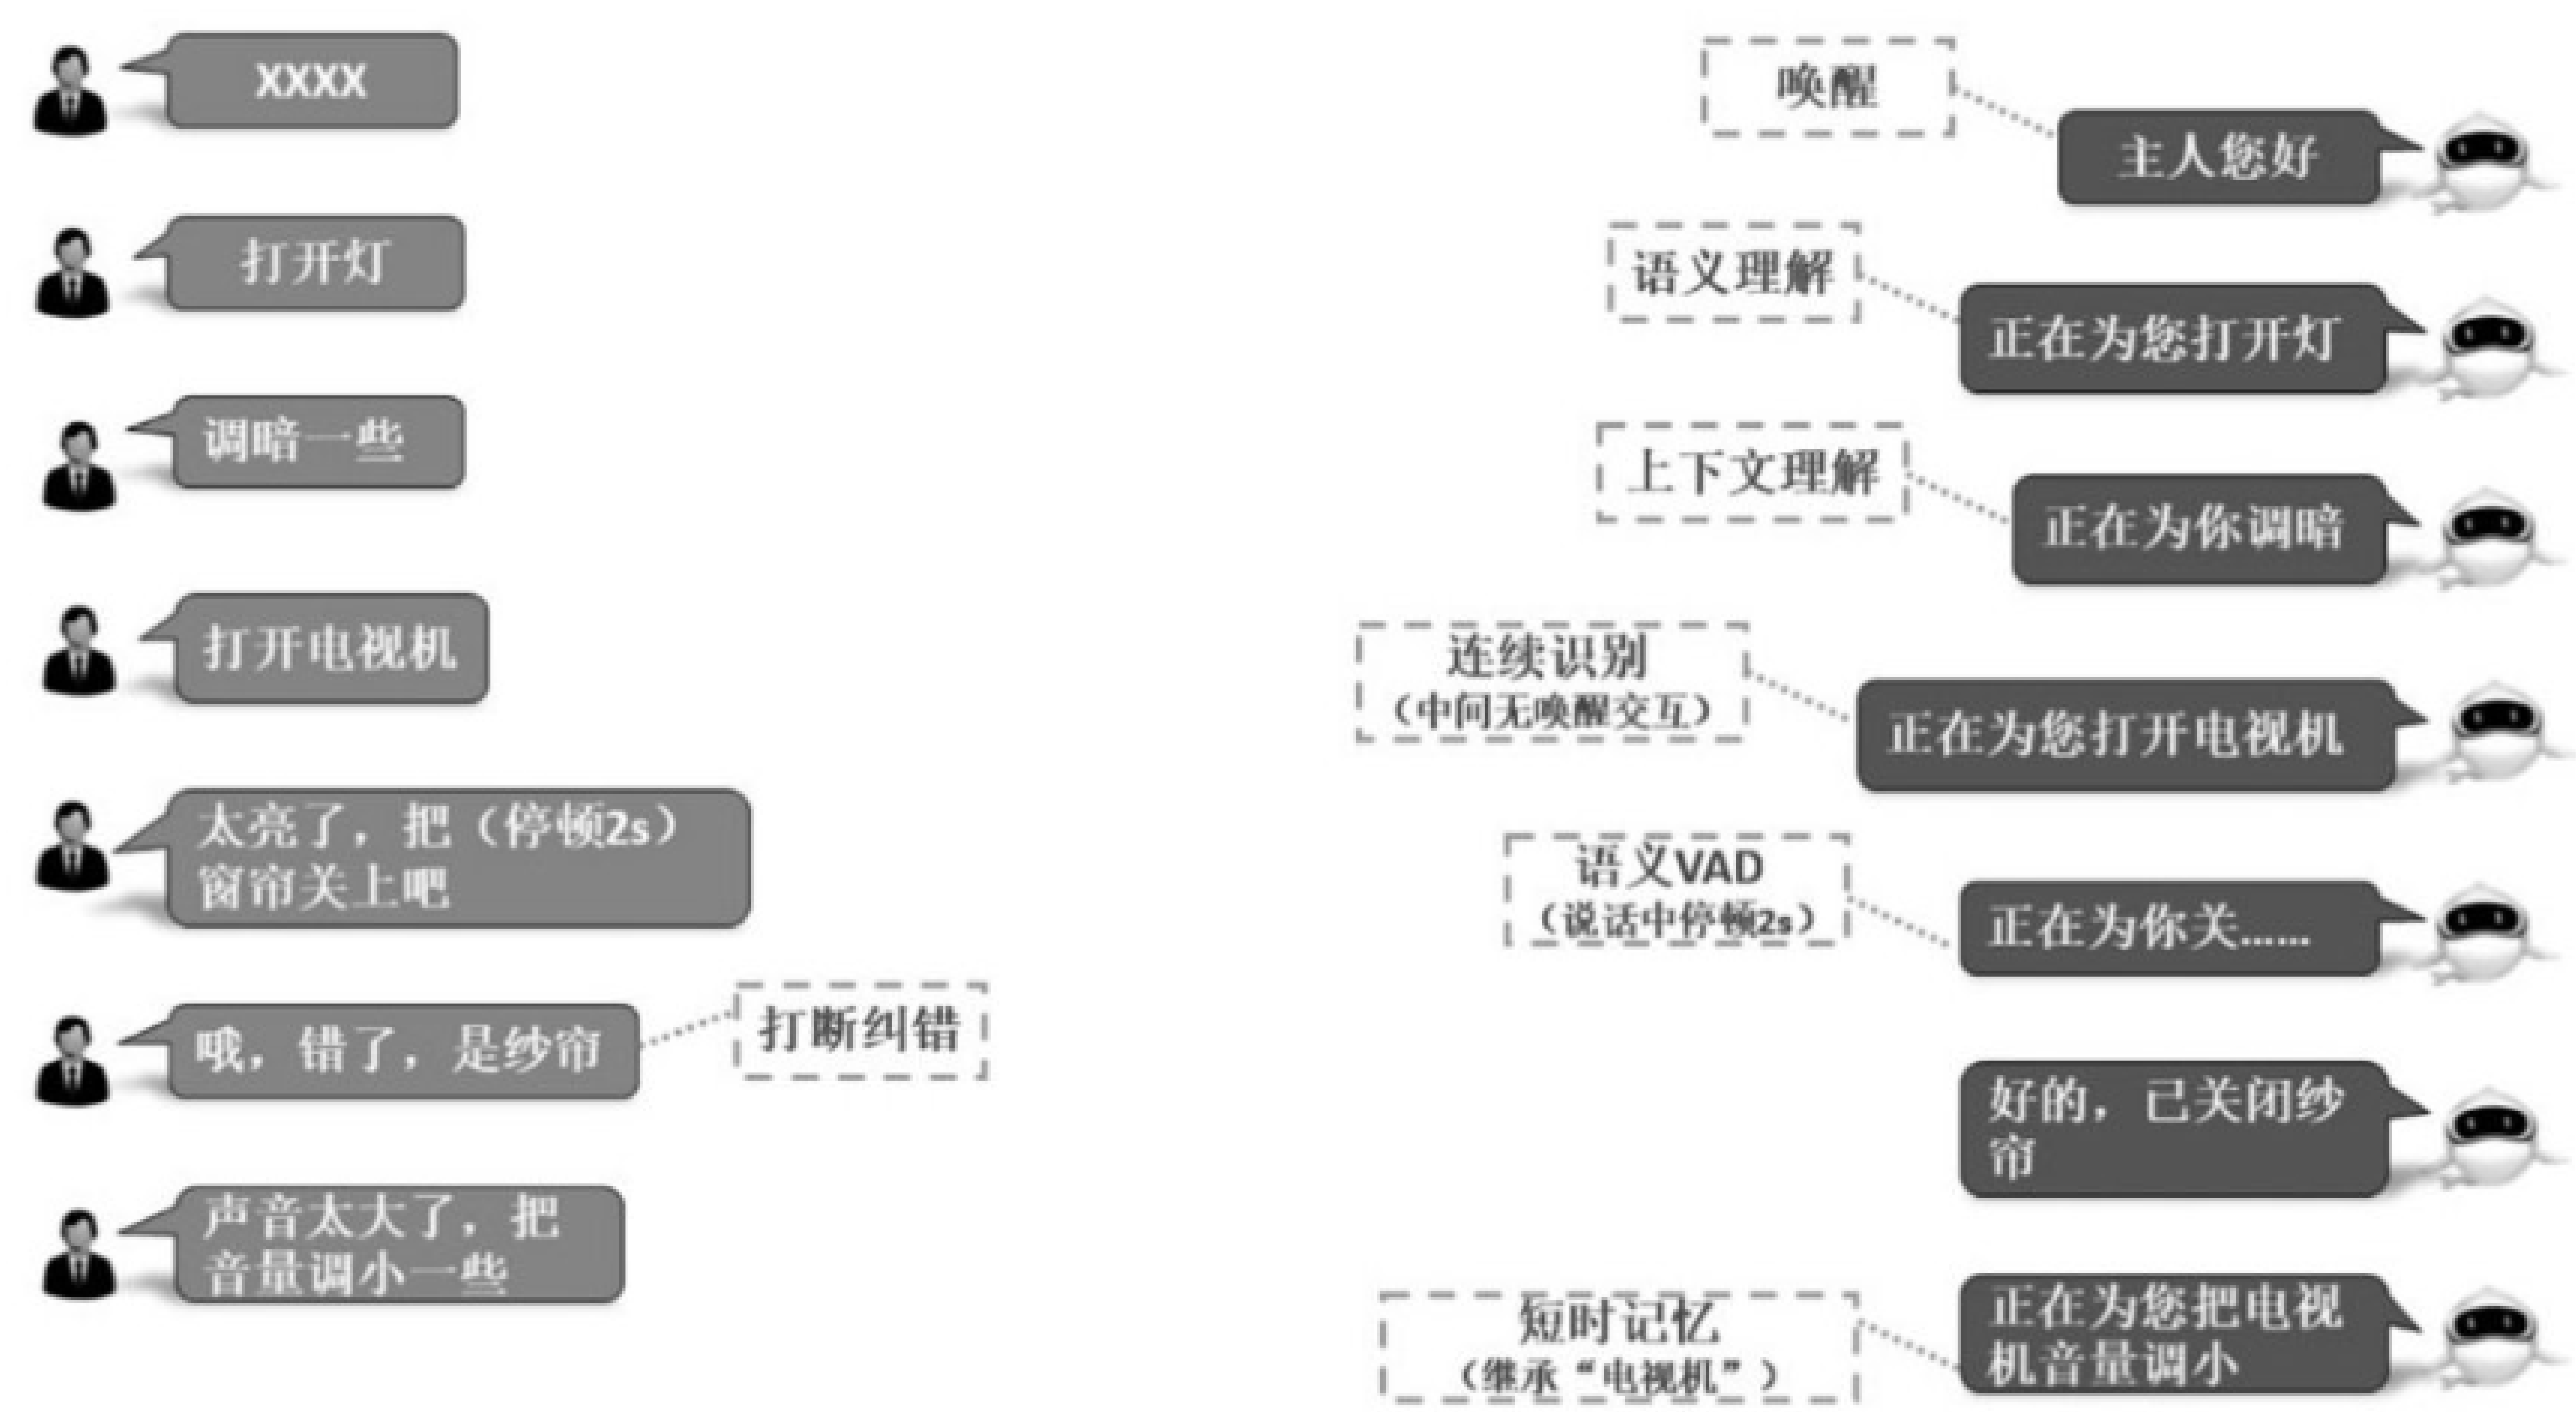 XXXX
唤醒
主人您好
打开灯
语义理解
正在为您打开灯
调暗一些
上下文理解
正在为你调暗
打开电视机
连续识别
（中间无唤醒交互）
正在为您打开电视机
太亮了，把（停顿2s）
窗帘关上吧
语义VAD
（说话中停顿2s）
正在为你关……
哦，错了，是纱帘
打断纠错
好的，已关闭纱
帘
声音太大了，把
音量调小一些
短时记忆
（继承“电视机”）
正在为您把电视
机音量调小